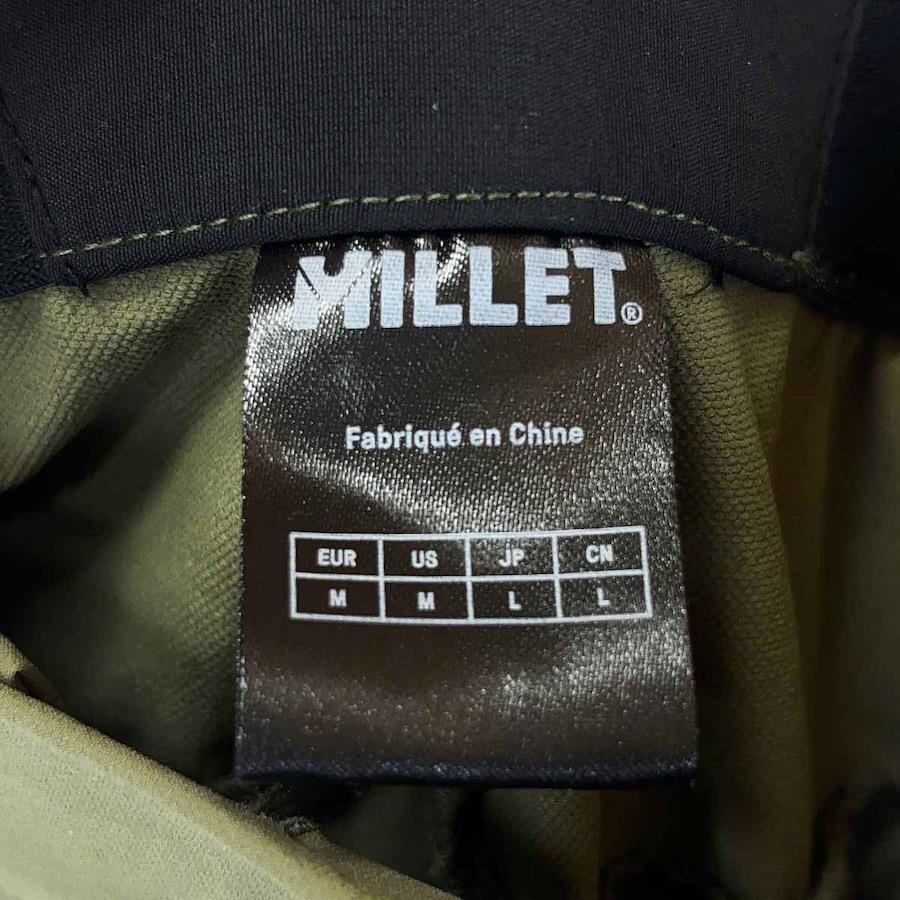 MILLET®
Fabriqué en Chine
EUR US JP CN
M M L L